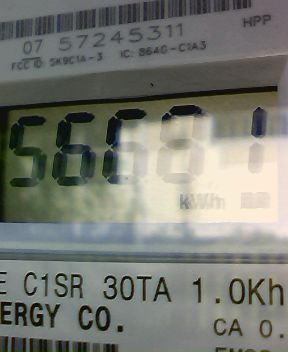 HPP
07 57245311
FCC ID: SK9C1A-3 IC: 864G-C1A3
56681
kWh
E C1SR 30TA 1.0Kh
ERGY CO.
CA 0.